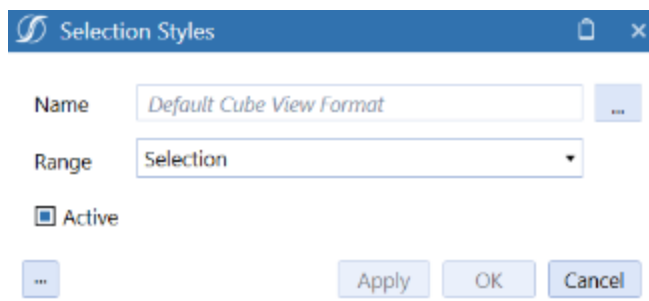 Selection Styles
Name
Default Cube View Format
...
Range
Selection
Active
...
Apply
OK
Cancel